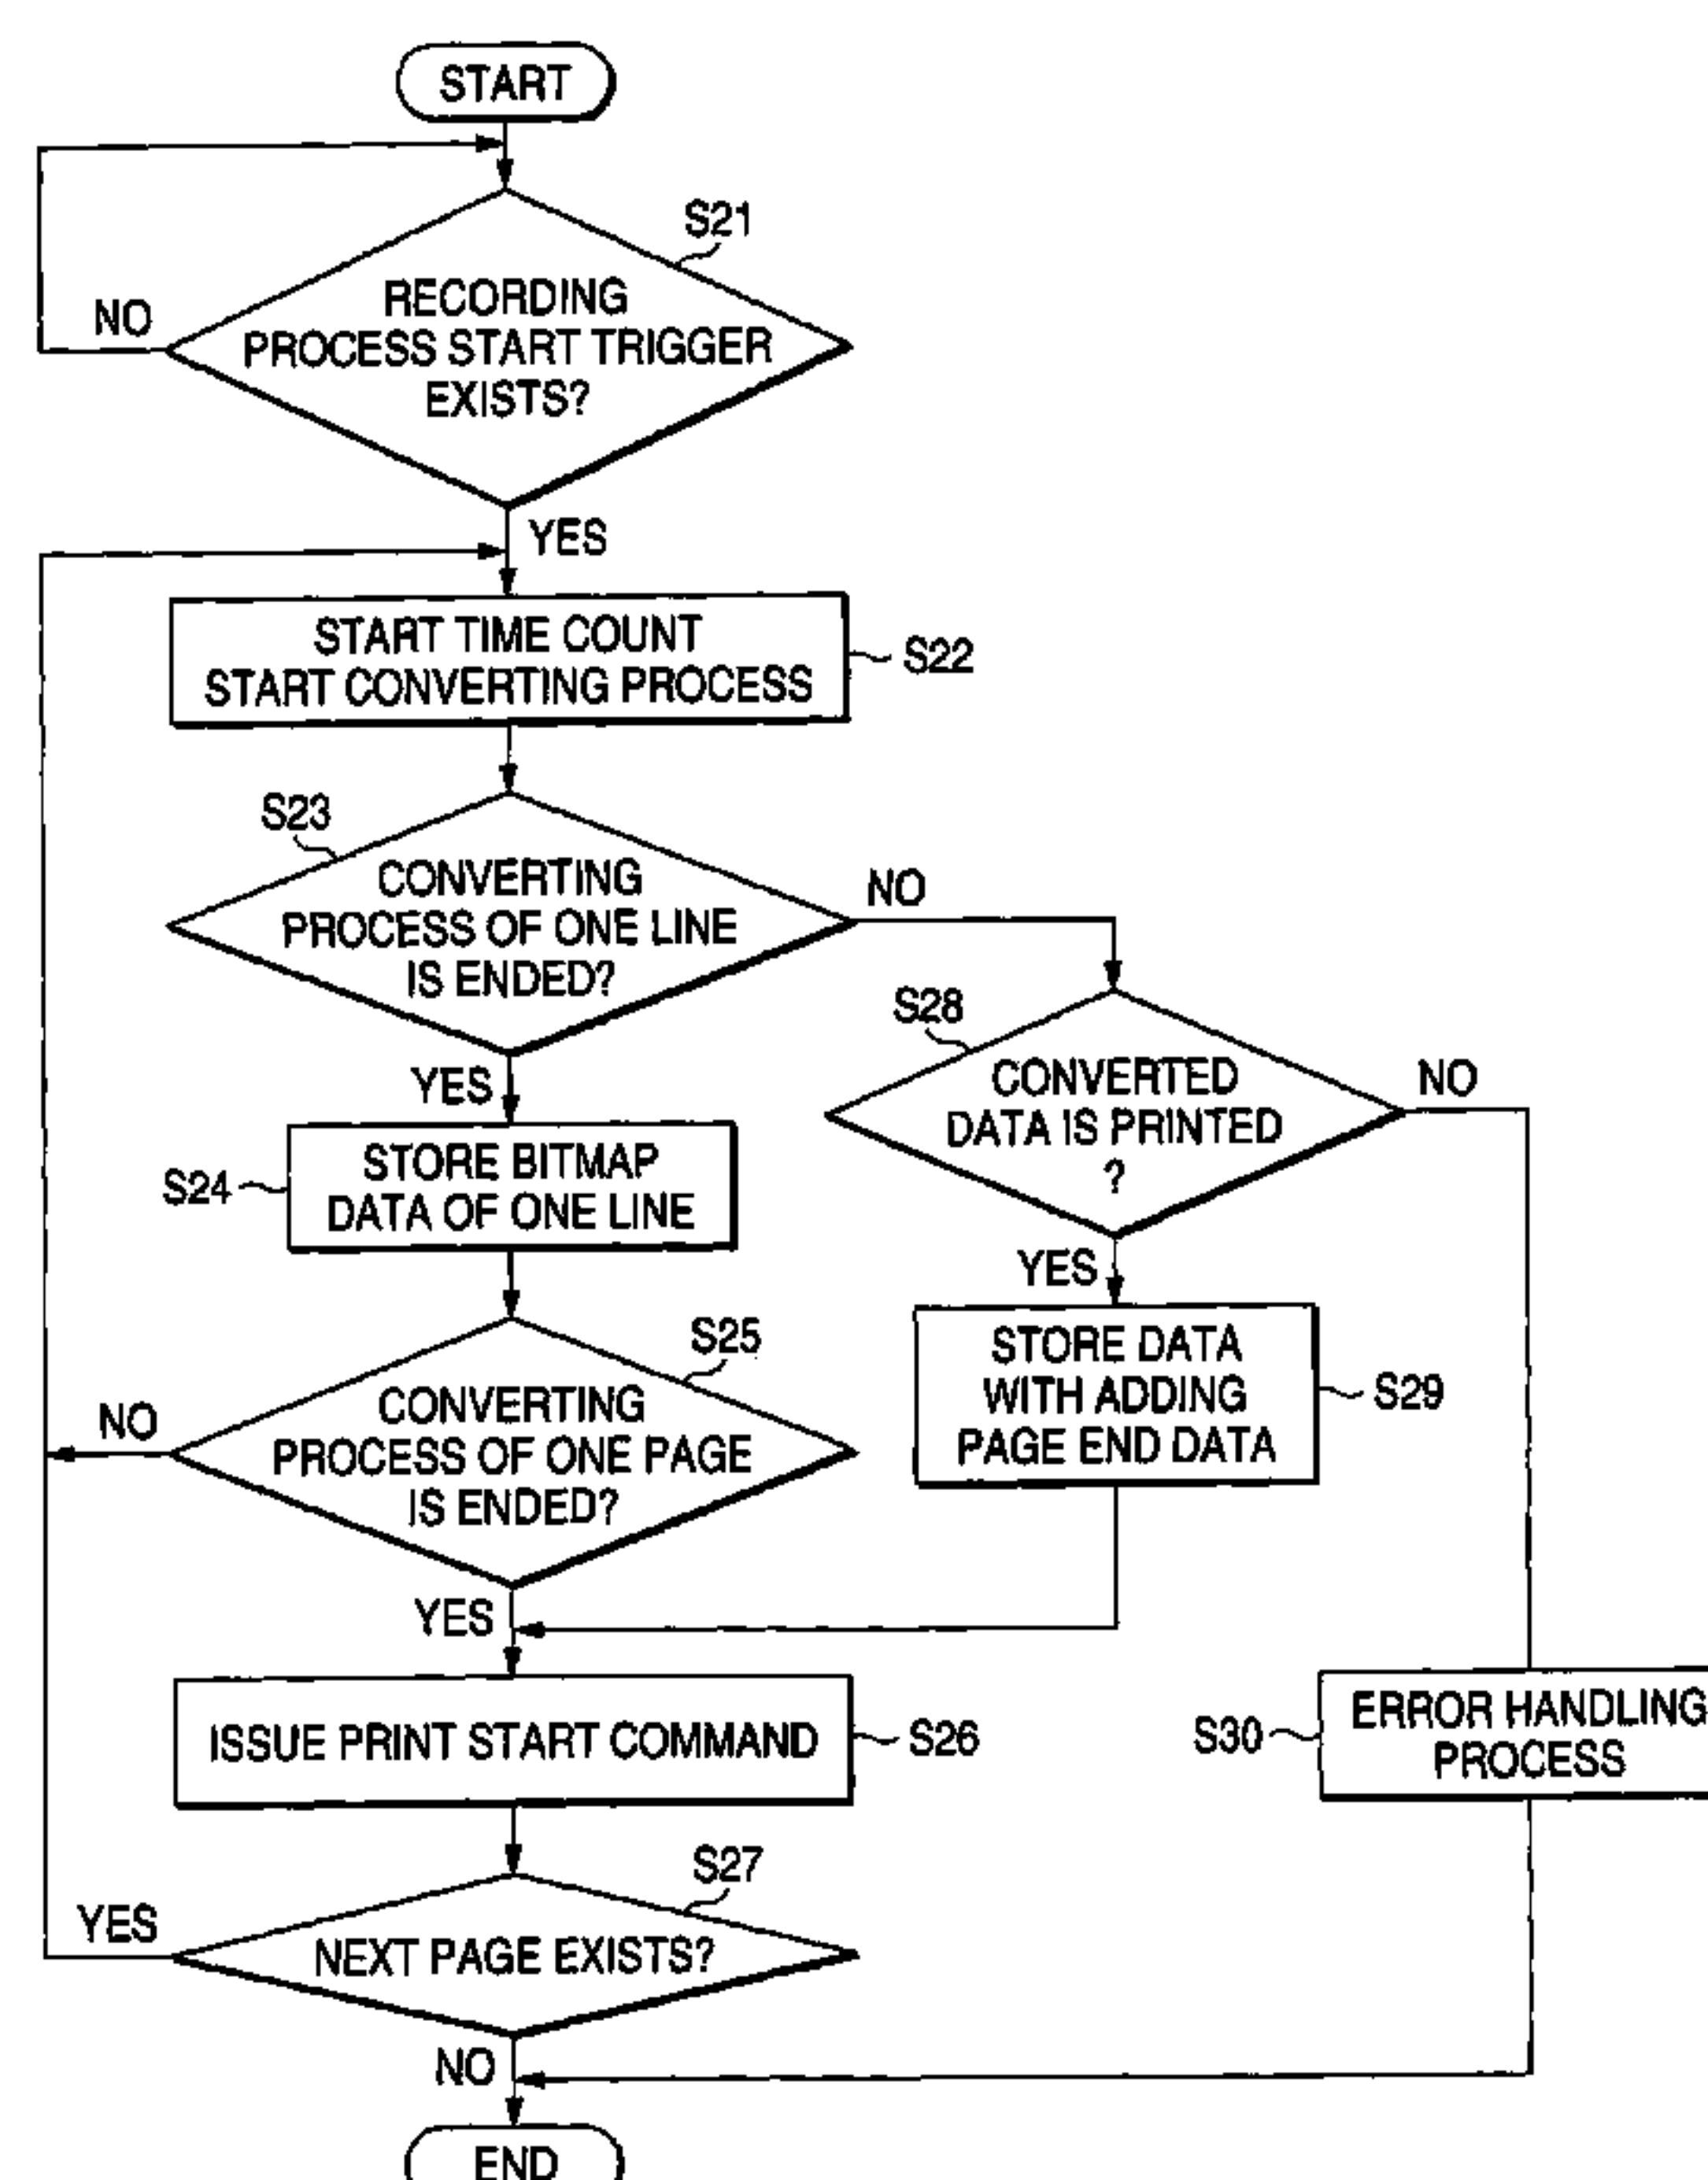 START
S21
RECORDING
PROCESS START TRIGGER
EXISTS?
NO
YES
START TIME COUNT
START CONVERTING PROCESS
S22
S23
CONVERTING
PROCESS OF ONE LINE
IS ENDED?
NO
YES
S28
CONVERTED
DATA IS PRINTED
?
NO
YES
S24
STORE BITMAP
DATA OF ONE LINE
STORE DATA
WITH ADDING
PAGE END DATA
S29
S25
CONVERTING
PROCESS OF ONE PAGE
IS ENDED?
NO
YES
ISSUE PRINT START COMMAND
S26
S30
ERROR HANDLING
PROCESS
S27
NEXT PAGE EXISTS?
YES
NO
END